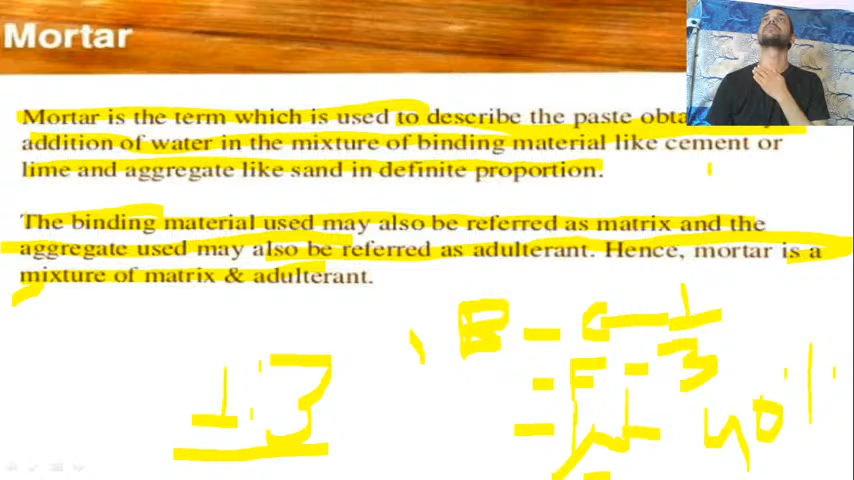 Mortar
Mortar is the term which is used to describe the paste
addition of water in the mixture of binding material like cement or
lime and aggregate like sand in definite proportion.
The binding material used may also be referred as matrix and the
aggregate used may also be referred as adulterant. Hence, mortar is a
mixture of matrix & adulterant.
1:3
40%